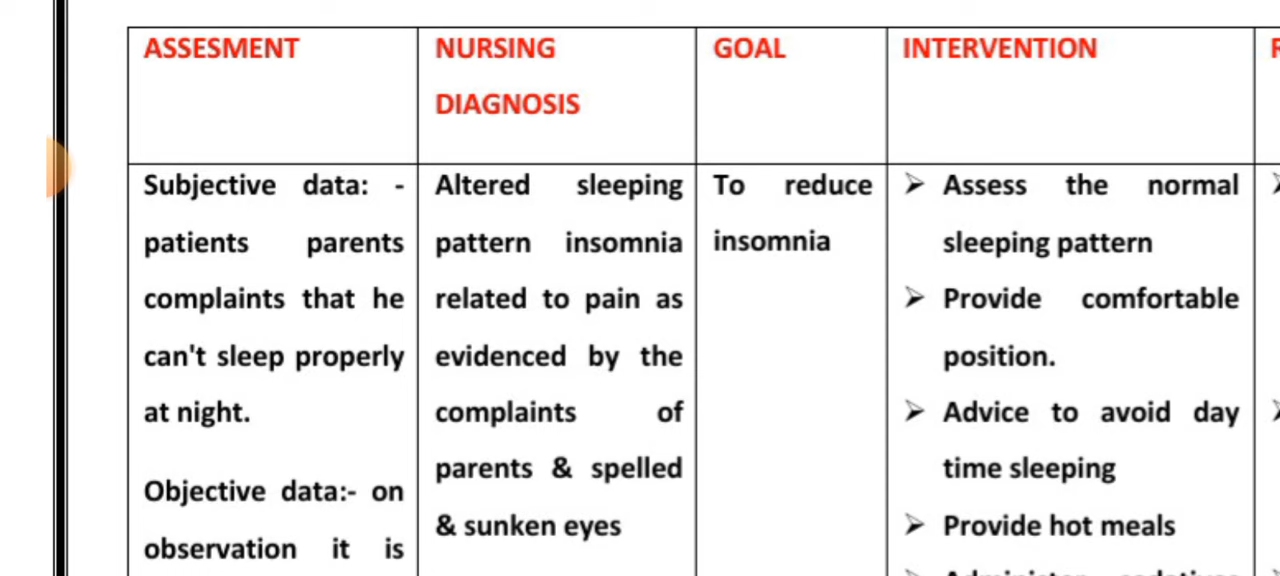 ASSESMENT
NURSING
DIAGNOSIS
GOAL
INTERVENTION
Subjective data: -
patients parents
complaints that he
can't sleep properly
at night.
Objective data:- on
observation it is
Altered sleeping
pattern insomnia
related to pain as
evidenced by the
complaints of
parents & spelled
& sunken eyes
To reduce
insomnia
➢ Assess the normal
sleeping pattern
➢ Provide comfortable
position.
➢ Advice to avoid day
time sleeping
➢ Provide hot meals